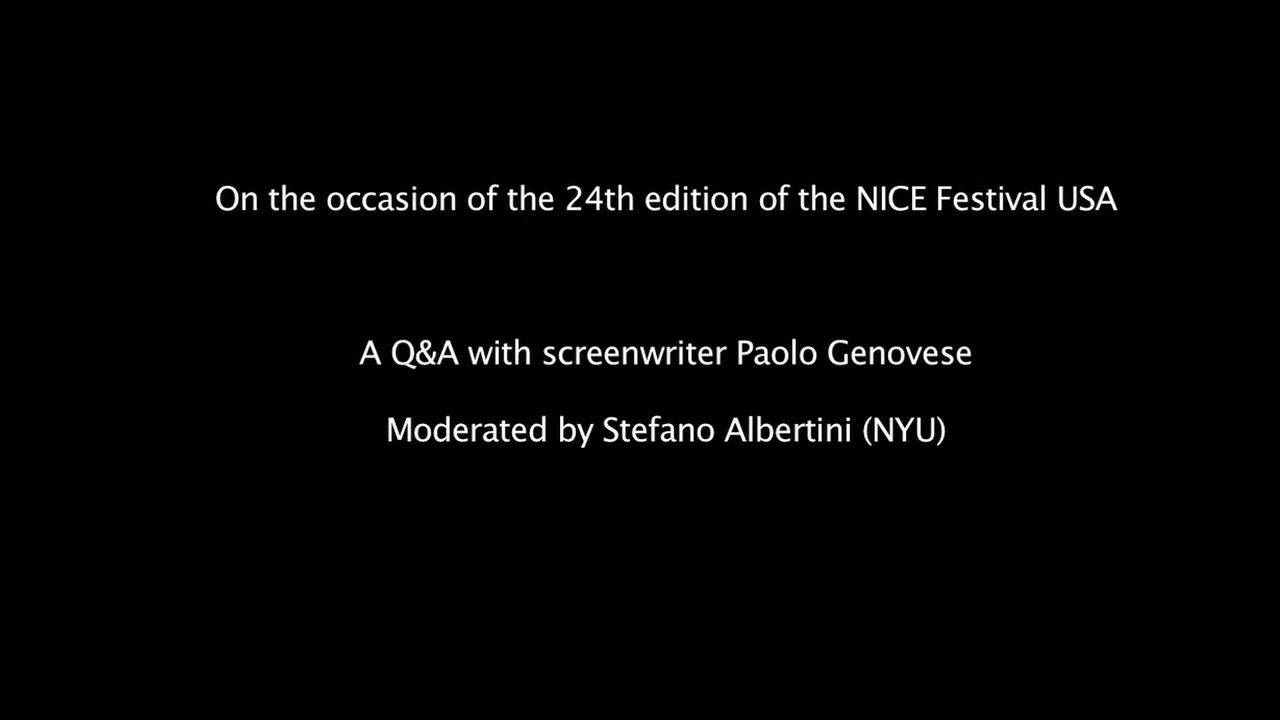 On the occasion of the 24th edition of the NICE Festival USA
A Q&A with screenwriter Paolo Genovese
Moderated by Stefano Albertini (NYU)